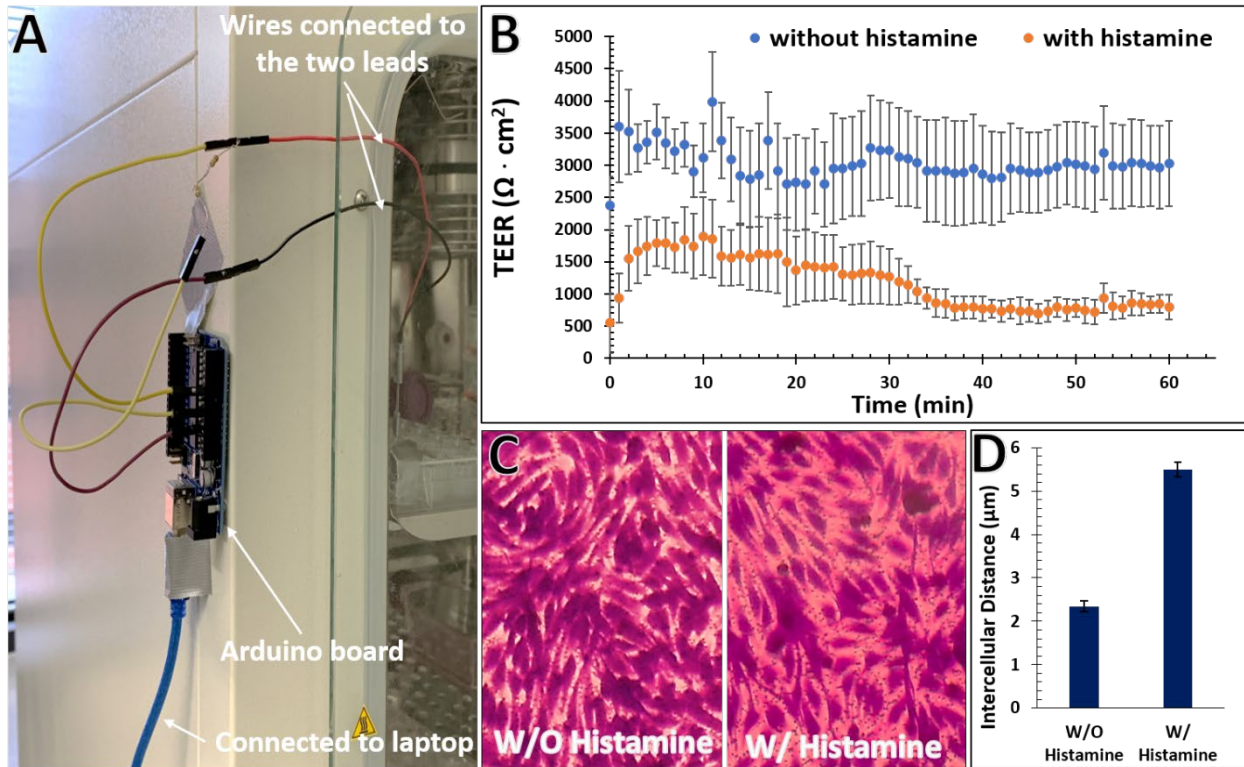 A
Wires connected to
the two leads
Arduino board
Connected to laptop
B
without histamine
with histamine
TEER (Ω · cm²)
5000
4500
4000
3500
3000
2500
2000
1500
1000
500
0
0 10 20 30 40 50 60
Time (min)
C
W/O Histamine
W/ Histamine
D
Intercellular Distance (µm)
6
5
4
3
2
1
0
W/O
Histamine
W/
Histamine